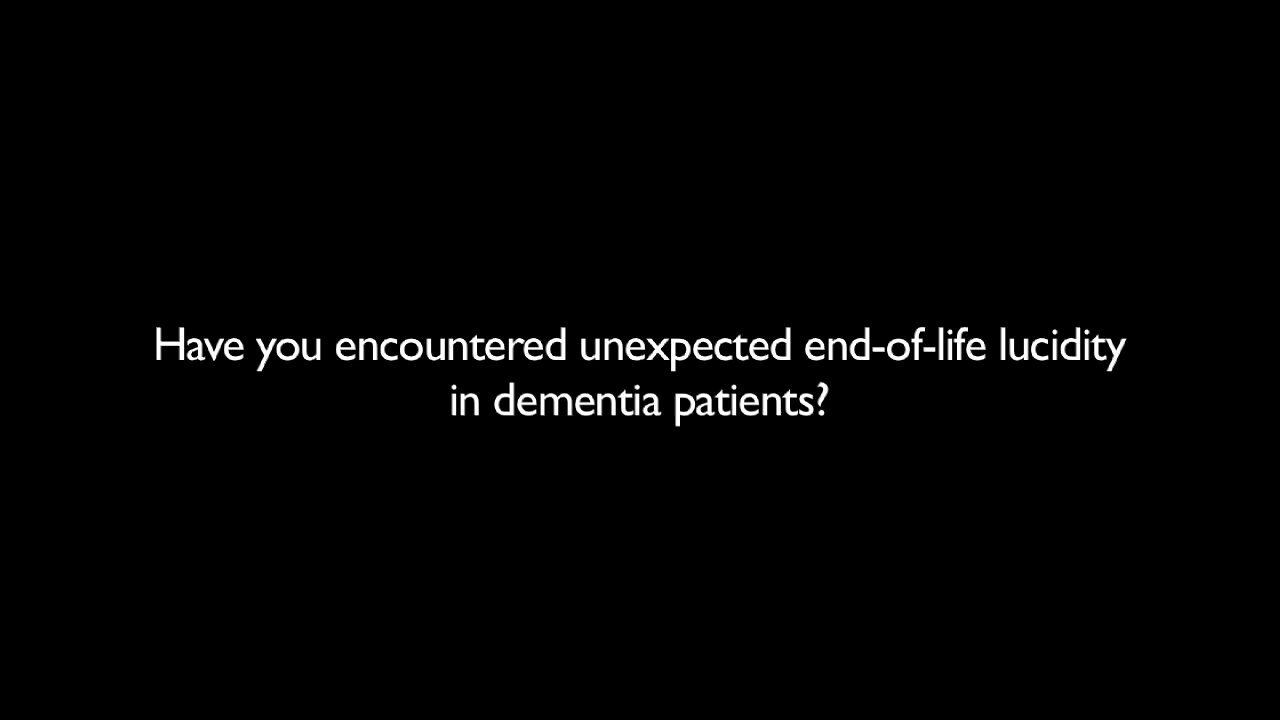 Have you encountered unexpected end-of-life lucidity
in dementia patients?